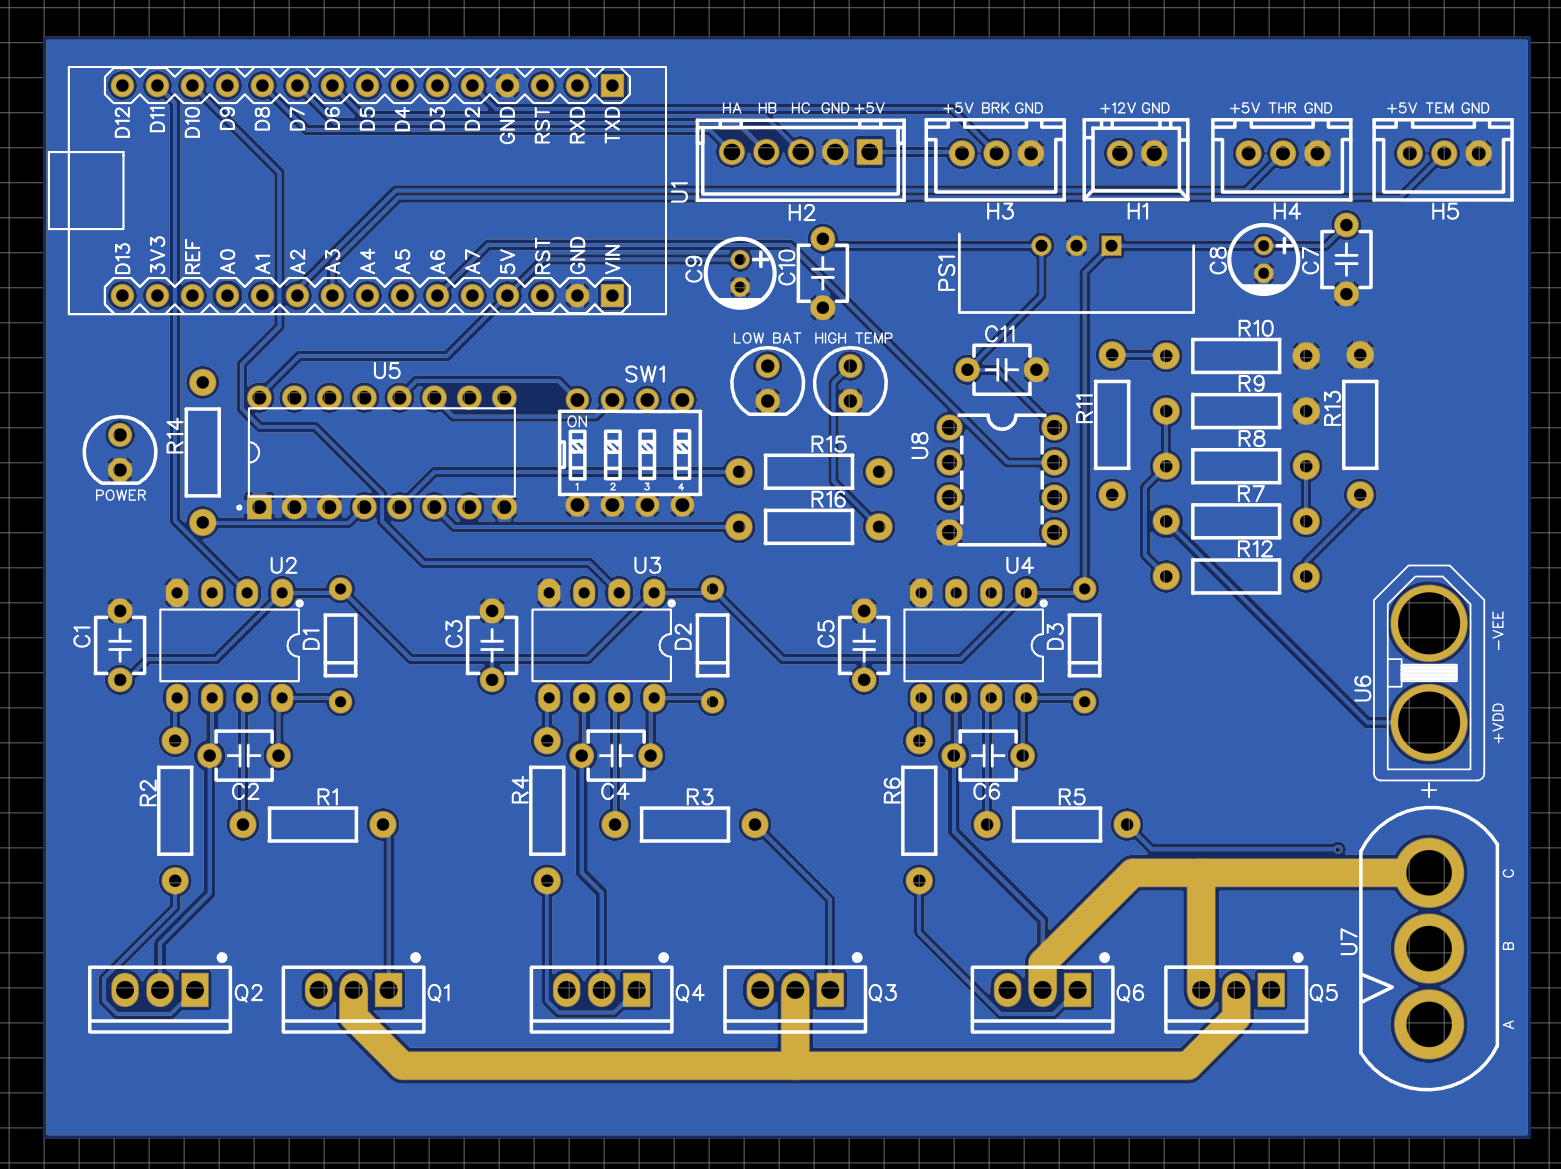 D12 D11 D10 D9 D8 D7 D6 D5 D4 D3 D2 GND RST RXD TXD
HA HB HC GND +5V
+5V BRK GND
+12V GND
+5V THR GND
+5V TEM GND
U1
H2
H3
H1
H4
H5
D13 3V3 REF A0 A1 A2 A3 A4 A5 A6 A7 5V RST GND VIN
C9
+
C10
PS1
C8
+
C7
LOW BAT
HIGH TEMP
C11
R10
U5
SW1
R9
R14
ON
R11
R13
U8
R15
R8
POWER
1 2 3 4
R16
R7
R12
U2
U3
U4
C1
D1
C3
D2
C5
D3
-VEE
U6
+VDD
R2
C2
R1
R4
C4
R3
R6
C6
R5
+
C
U7
B
A
Q2
Q1
Q4
Q3
Q6
Q5